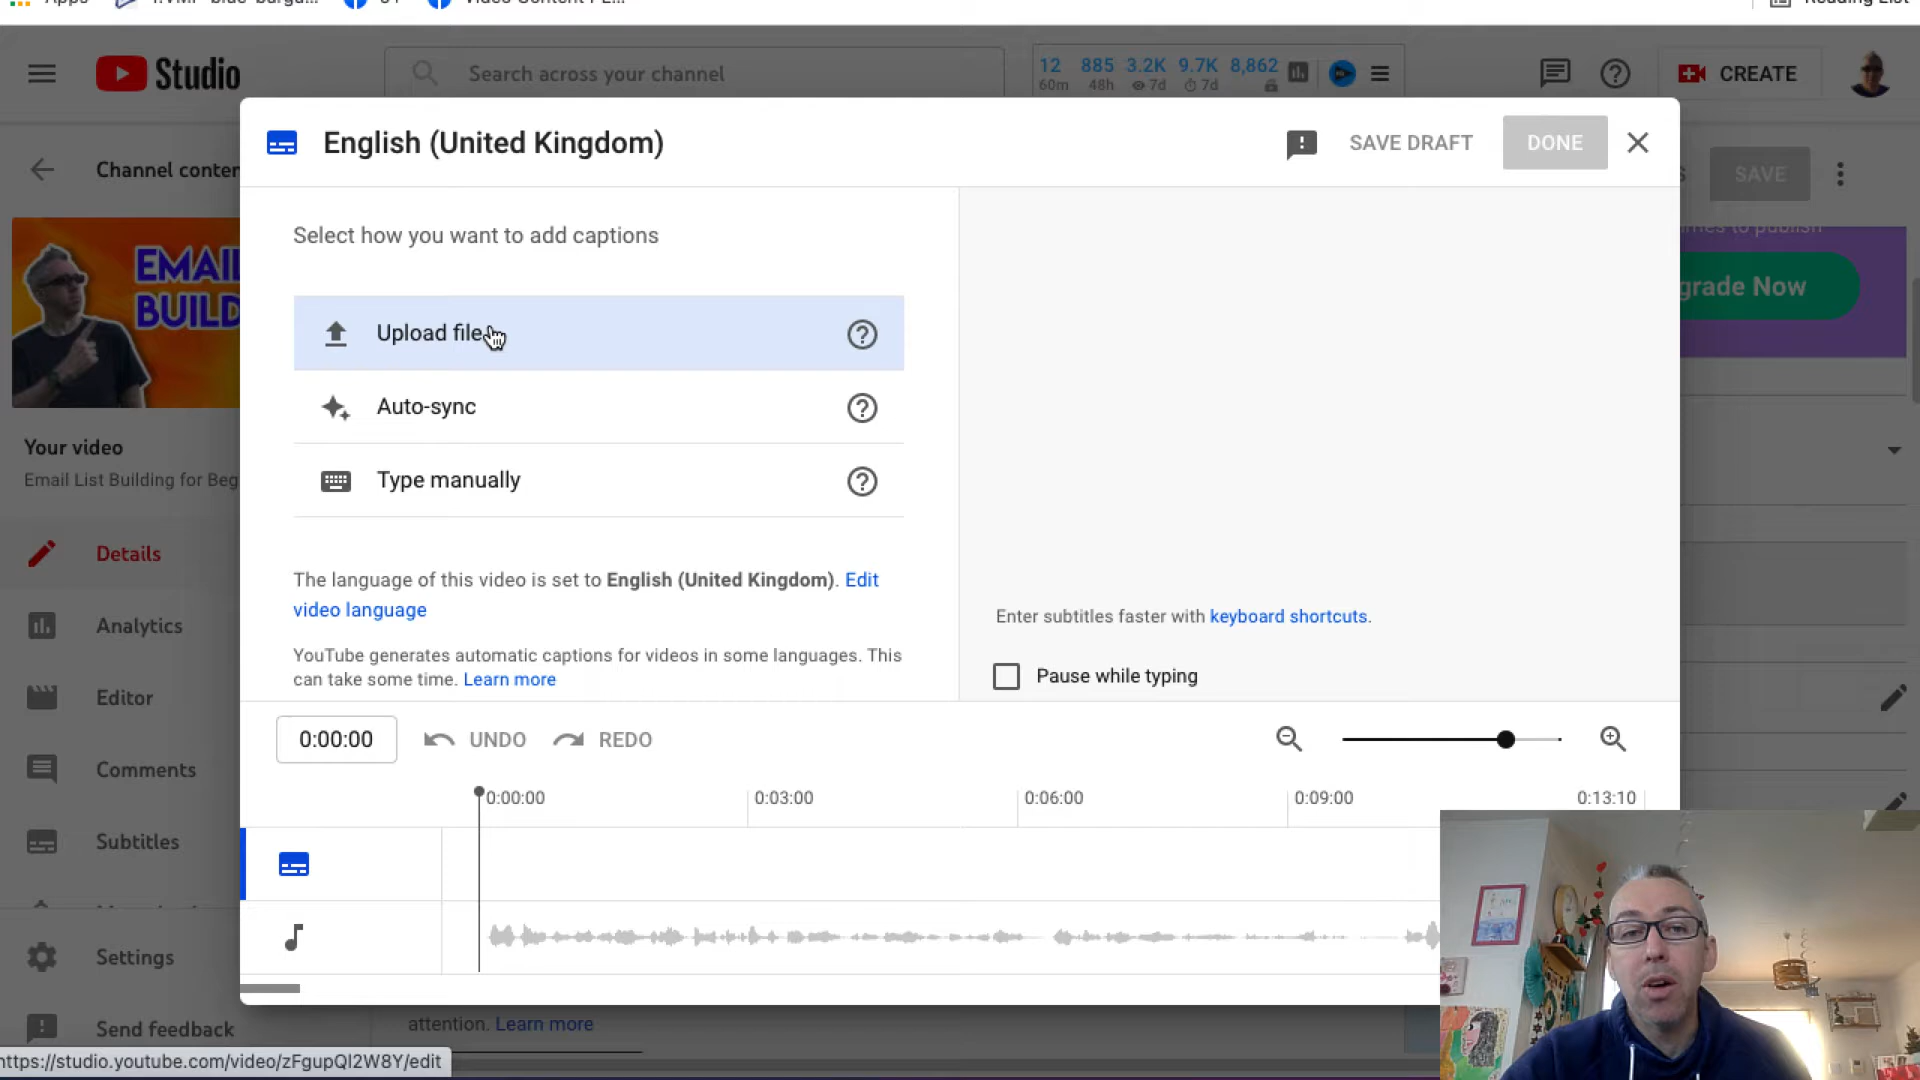 Apps
Studio
Search across your channel
12 885 3.2K 9.7K 8,862
60m 48h 7d 7d
CREATE
English (United Kingdom)
SAVE DRAFT
DONE
Channel conten
SAVE
Select how you want to add captions
EMAIL
BUILD
Upload file
grade Now
Auto-sync
Your video
Email List Building for Beg
Type manually
Details
The language of this video is set to English (United Kingdom). Edit
video language
Enter subtitles faster with keyboard shortcuts.
Analytics
YouTube generates automatic captions for videos in some languages. This
can take some time. Learn more
Pause while typing
Editor
0:00:00
UNDO
REDO
Comments
0:00:00
0:03:00
0:06:00
0:09:00
0:13:10
Subtitles
Settings
Send feedback
attention. Learn more
https://studio.youtube.com/video/zFgupQI2W8Y/edit